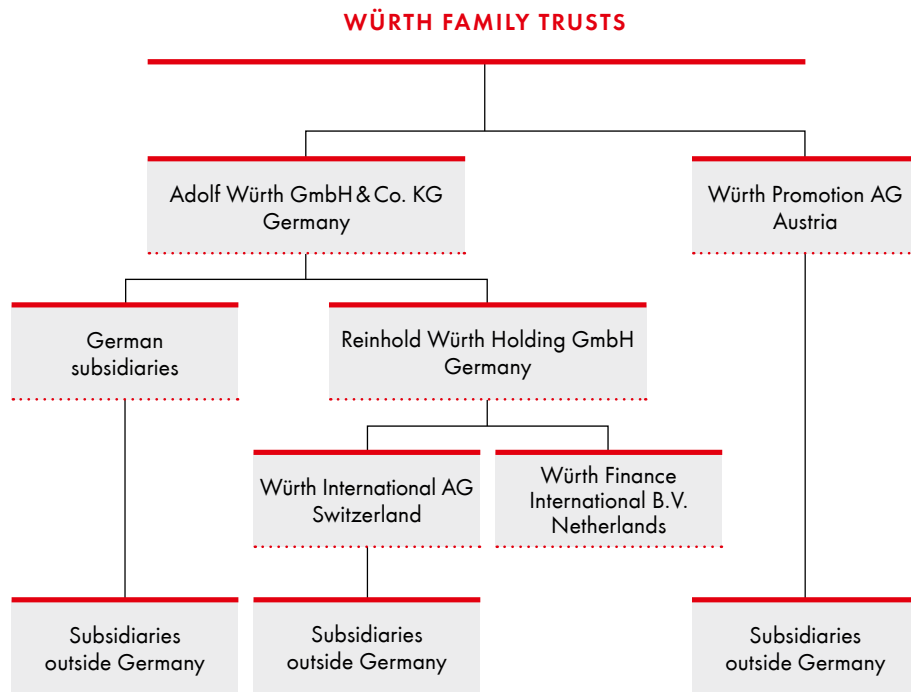 WÜRTH FAMILY TRUSTS
Adolf Würth GmbH & Co. KG
Germany
Würth Promotion AG
Austria
German
subsidiaries
Reinhold Würth Holding GmbH
Germany
Würth International AG
Switzerland
Würth Finance
International B.V.
Netherlands
Subsidiaries
outside Germany
Subsidiaries
outside Germany
Subsidiaries
outside Germany